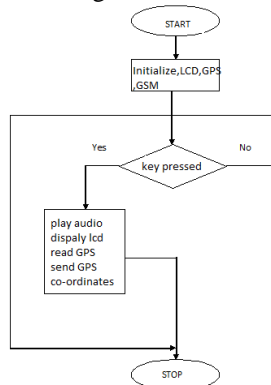 START
Initialize,LCD,GPS
,GSM
Yes
No
key pressed
play audio
dispaly lcd
read GPS
send GPS
co-ordinates
STOP